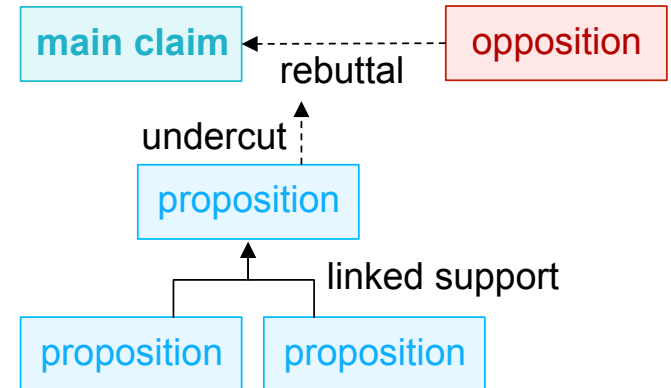 main claim
opposition
rebuttal
undercut
proposition
linked support
proposition
proposition